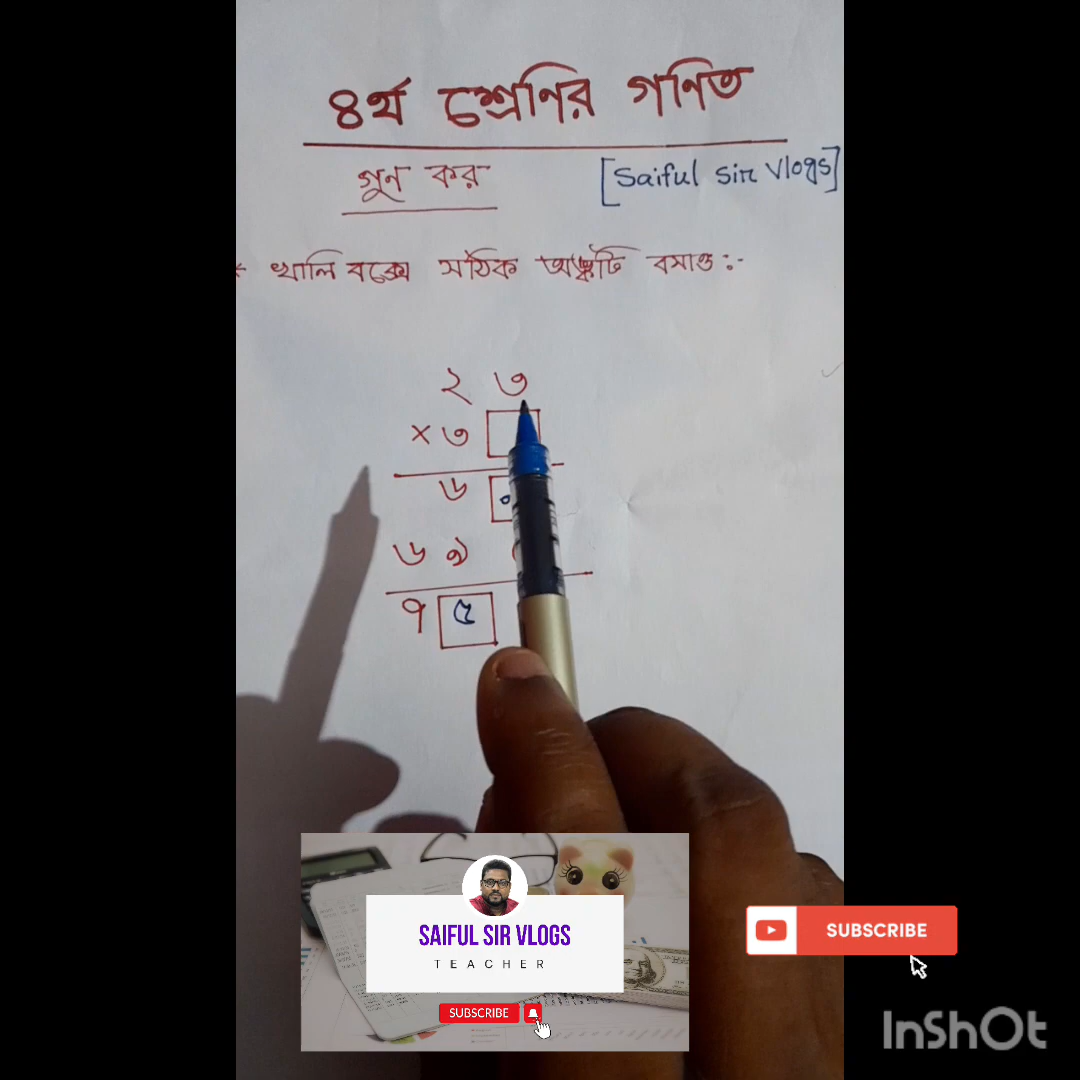 ৪র্থ শ্রেণির গণিত
গুন কর [Saiful Sir Vlogs]
* খালি বক্সে সঠিক অঙ্কটি বসাও :-
২ ৩
× ৩
৬
৬ ৯
৭ ৫
SAIFUL SIR VLOGS
TEACHER
SUBSCRIBE
SUBSCRIBE
InShOt